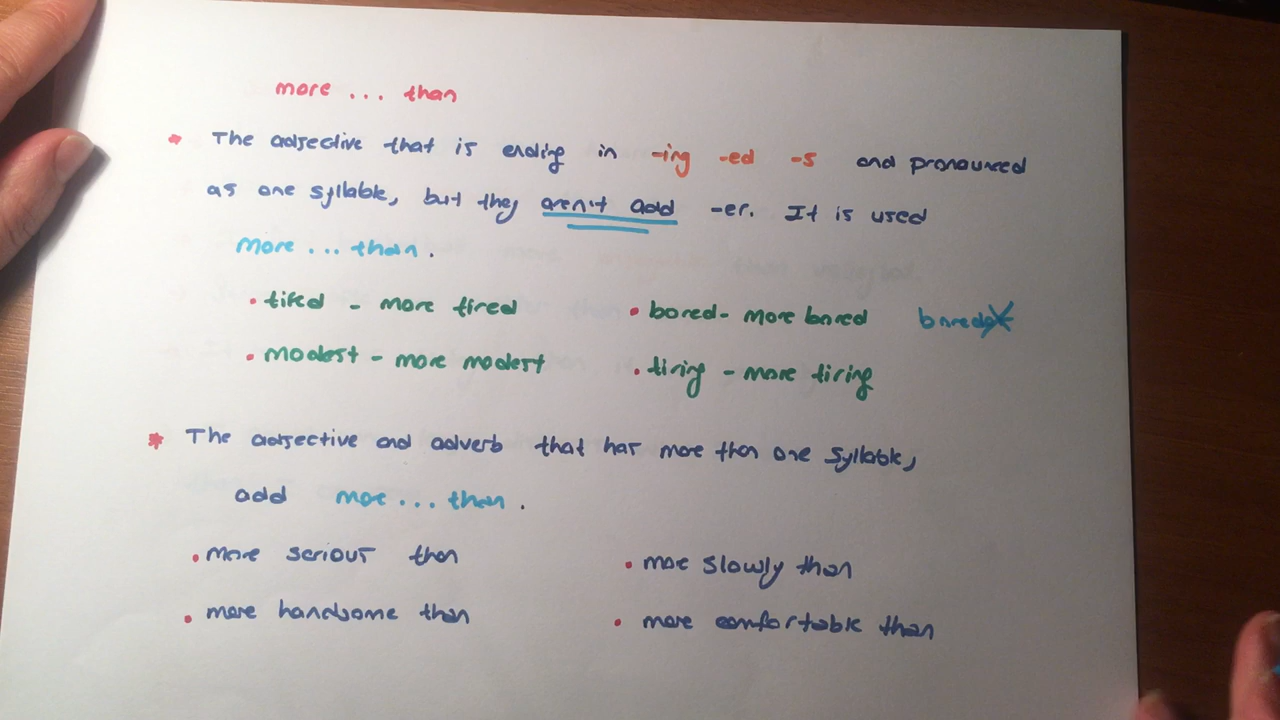 more ... than
* The adjective that is ending in -ing -ed -s and pronounced
as one syllable, but they aren't add -er. It is used
more ... than.
• tired - more tired • bored - more bored
• modest - more modest • tiring - more tiring
* The adjective and adverb that has more than one syllable,
add more ... than.
• more serious than • more slowly than
• more handsome than • more comfortable than